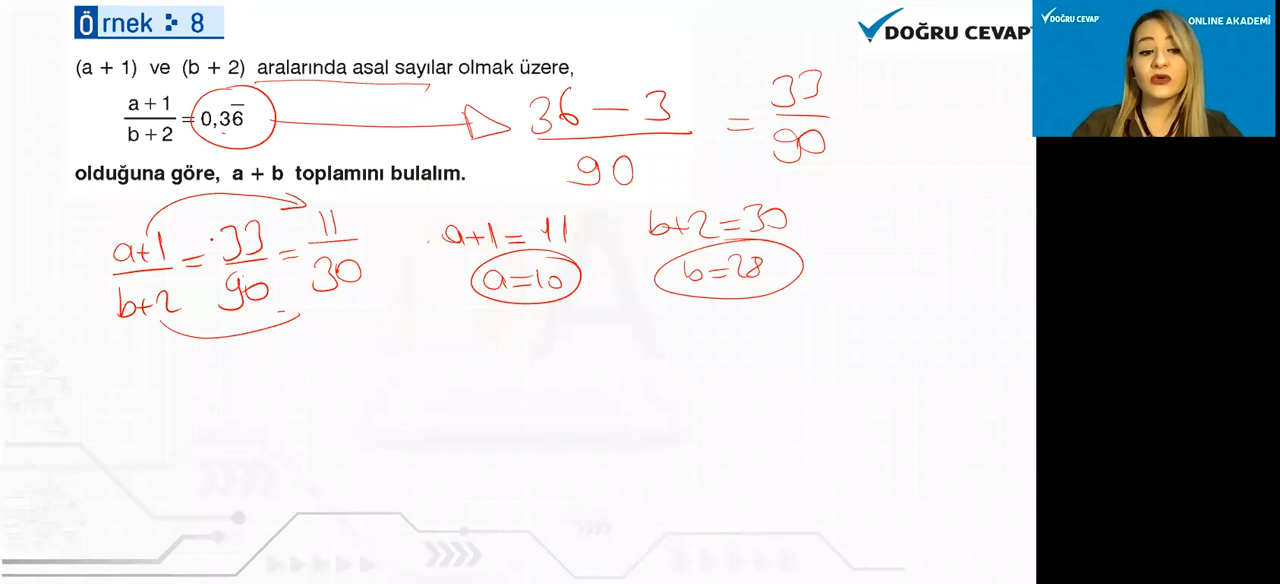 Örnek 8
DOĞRU CEVAP
DOĞRU CEVAP
ONLINE AKADEMİ
(a + 1) ve (b + 2) aralarında asal sayılar olmak üzere,
a + 1 / b + 2 = 0,36̅
36 − 3 / 90 = 33 / 90
olduğuna göre, a + b toplamını bulalım.
a+1 / b+2 = 33 / 90 = 11 / 30
a+1 = 11
a=10
b+2=30
b=28